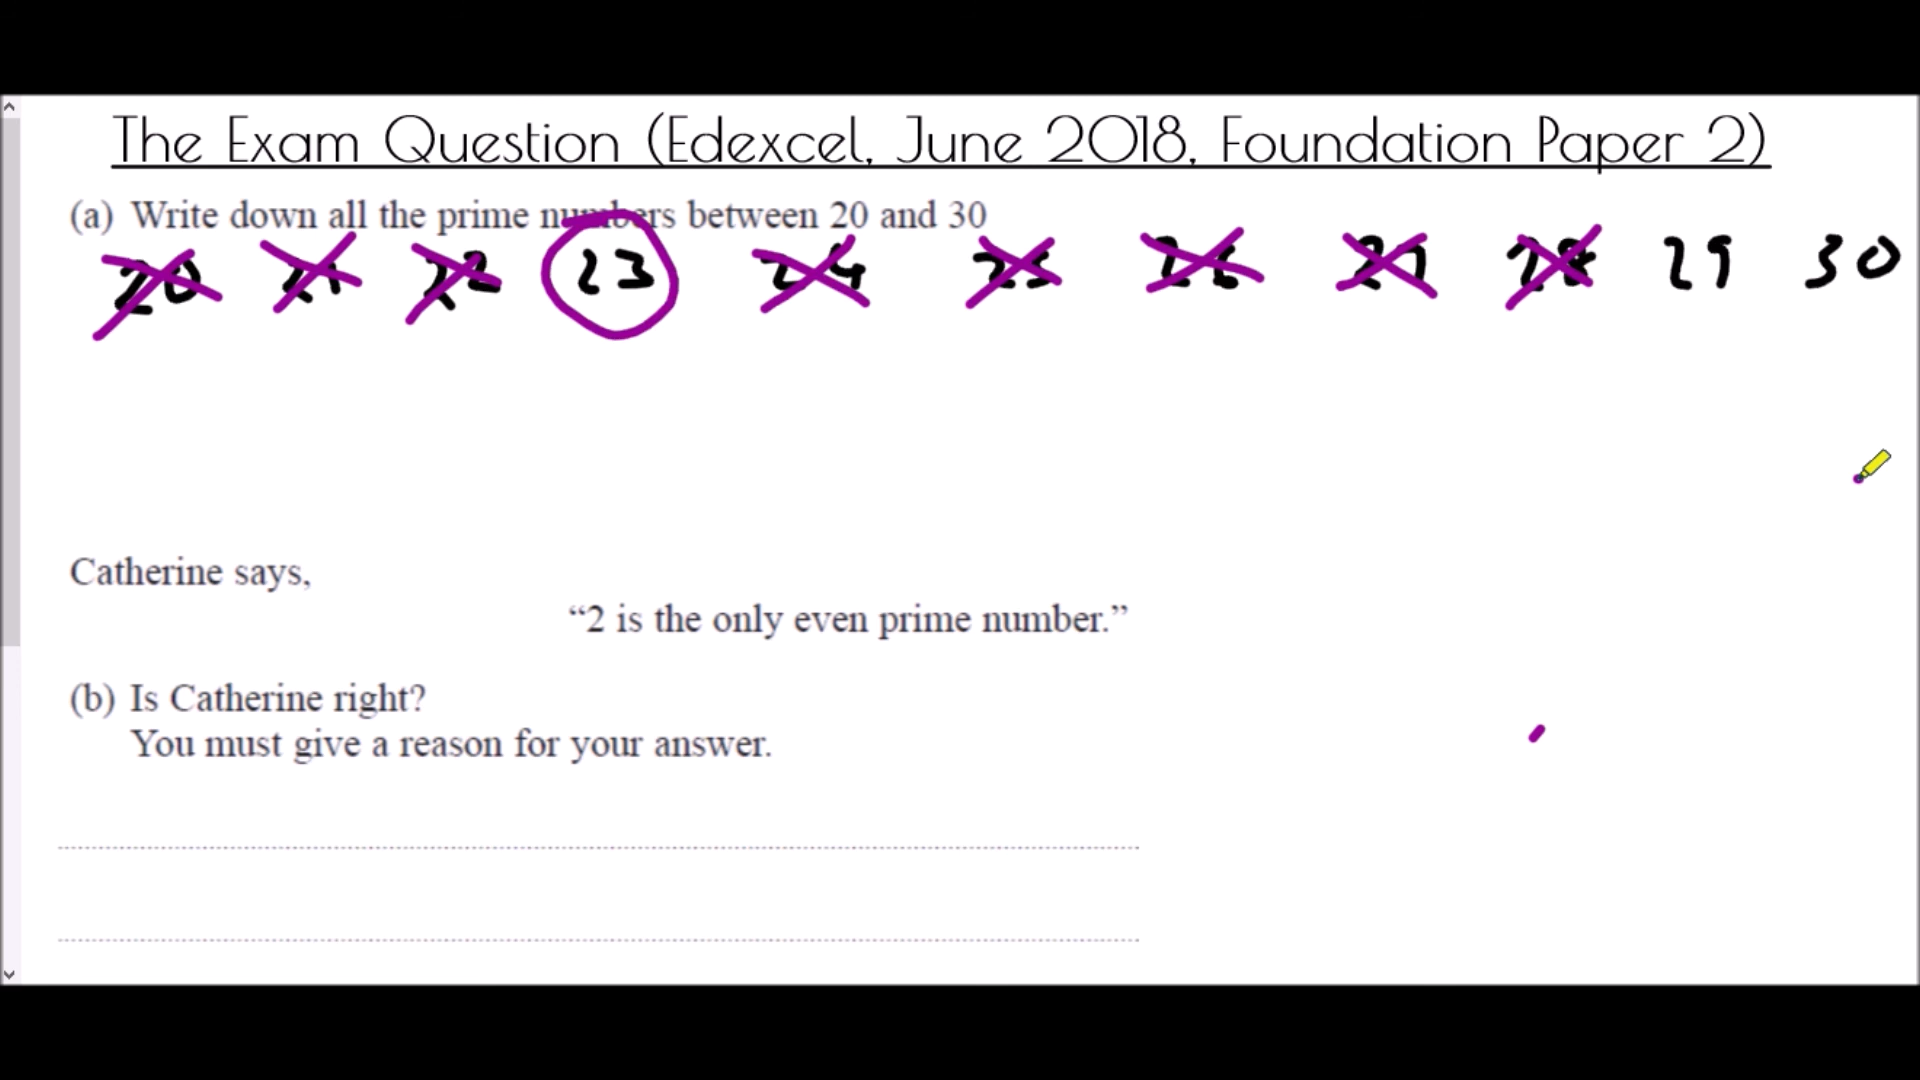 The Exam Question (Edexcel, June 2018, Foundation Paper 2)
(a) Write down all the prime numbers between 20 and 30
20 21 22 23 24 25 26 27 28 29 30
Catherine says,
“2 is the only even prime number.”
(b) Is Catherine right?
You must give a reason for your answer.